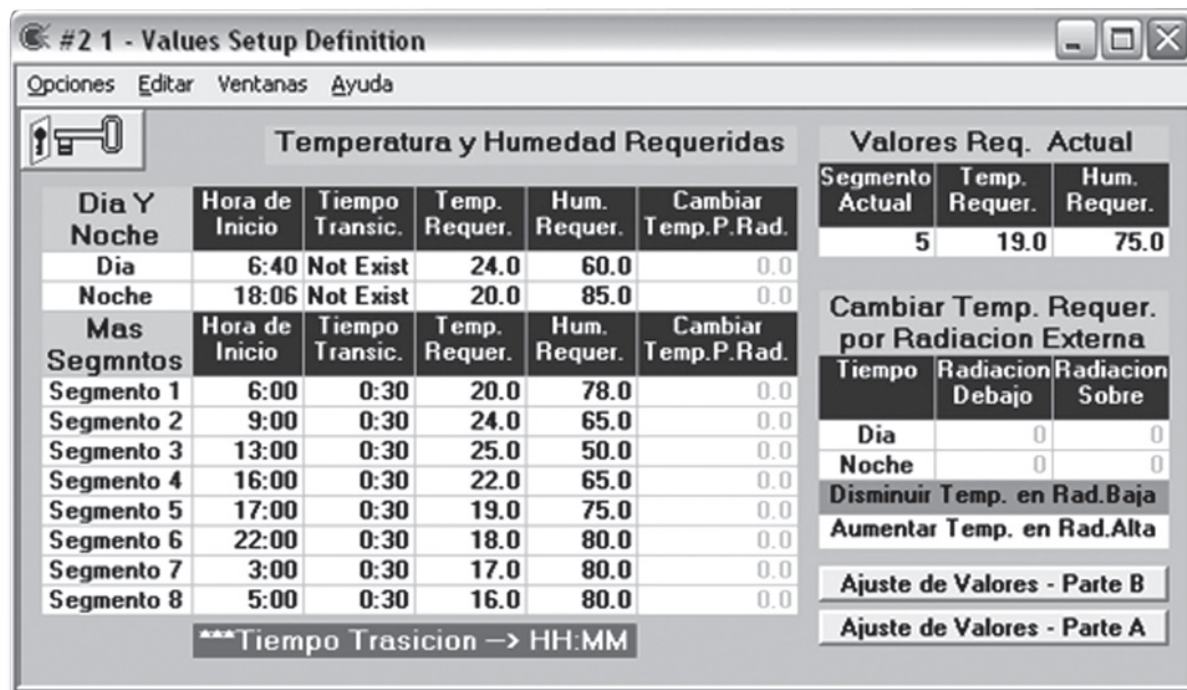 #2 1 - Values Setup Definition
Opciones Editar Ventanas Ayuda
Temperatura y Humedad Requeridas
Dia Y Noche Hora de Inicio Tiempo Transic. Temp. Requer. Hum. Requer. Cambiar Temp.P.Rad.
Dia 6:40 Not Exist 24.0 60.0 0.0
Noche 18:06 Not Exist 20.0 85.0 0.0
Mas Segmntos Hora de Inicio Tiempo Transic. Temp. Requer. Hum. Requer. Cambiar Temp.P.Rad.
Segmento 1 6:00 0:30 20.0 78.0 0.0
Segmento 2 9:00 0:30 24.0 65.0 0.0
Segmento 3 13:00 0:30 25.0 50.0 0.0
Segmento 4 16:00 0:30 22.0 65.0 0.0
Segmento 5 17:00 0:30 19.0 75.0 0.0
Segmento 6 22:00 0:30 18.0 80.0 0.0
Segmento 7 3:00 0:30 17.0 80.0 0.0
Segmento 8 5:00 0:30 16.0 80.0 0.0
***Tiempo Trasicion --> HH:MM
Valores Req. Actual
Segmento Actual Temp. Requer. Hum. Requer.
5 19.0 75.0
Cambiar Temp. Requer.
por Radiacion Externa
Tiempo Radiacion Debajo Radiacion Sobre
Dia 0 0
Noche 0 0
Disminuir Temp. en Rad.Baja
Aumentar Temp. en Rad.Alta
Ajuste de Valores - Parte B
Ajuste de Valores - Parte A